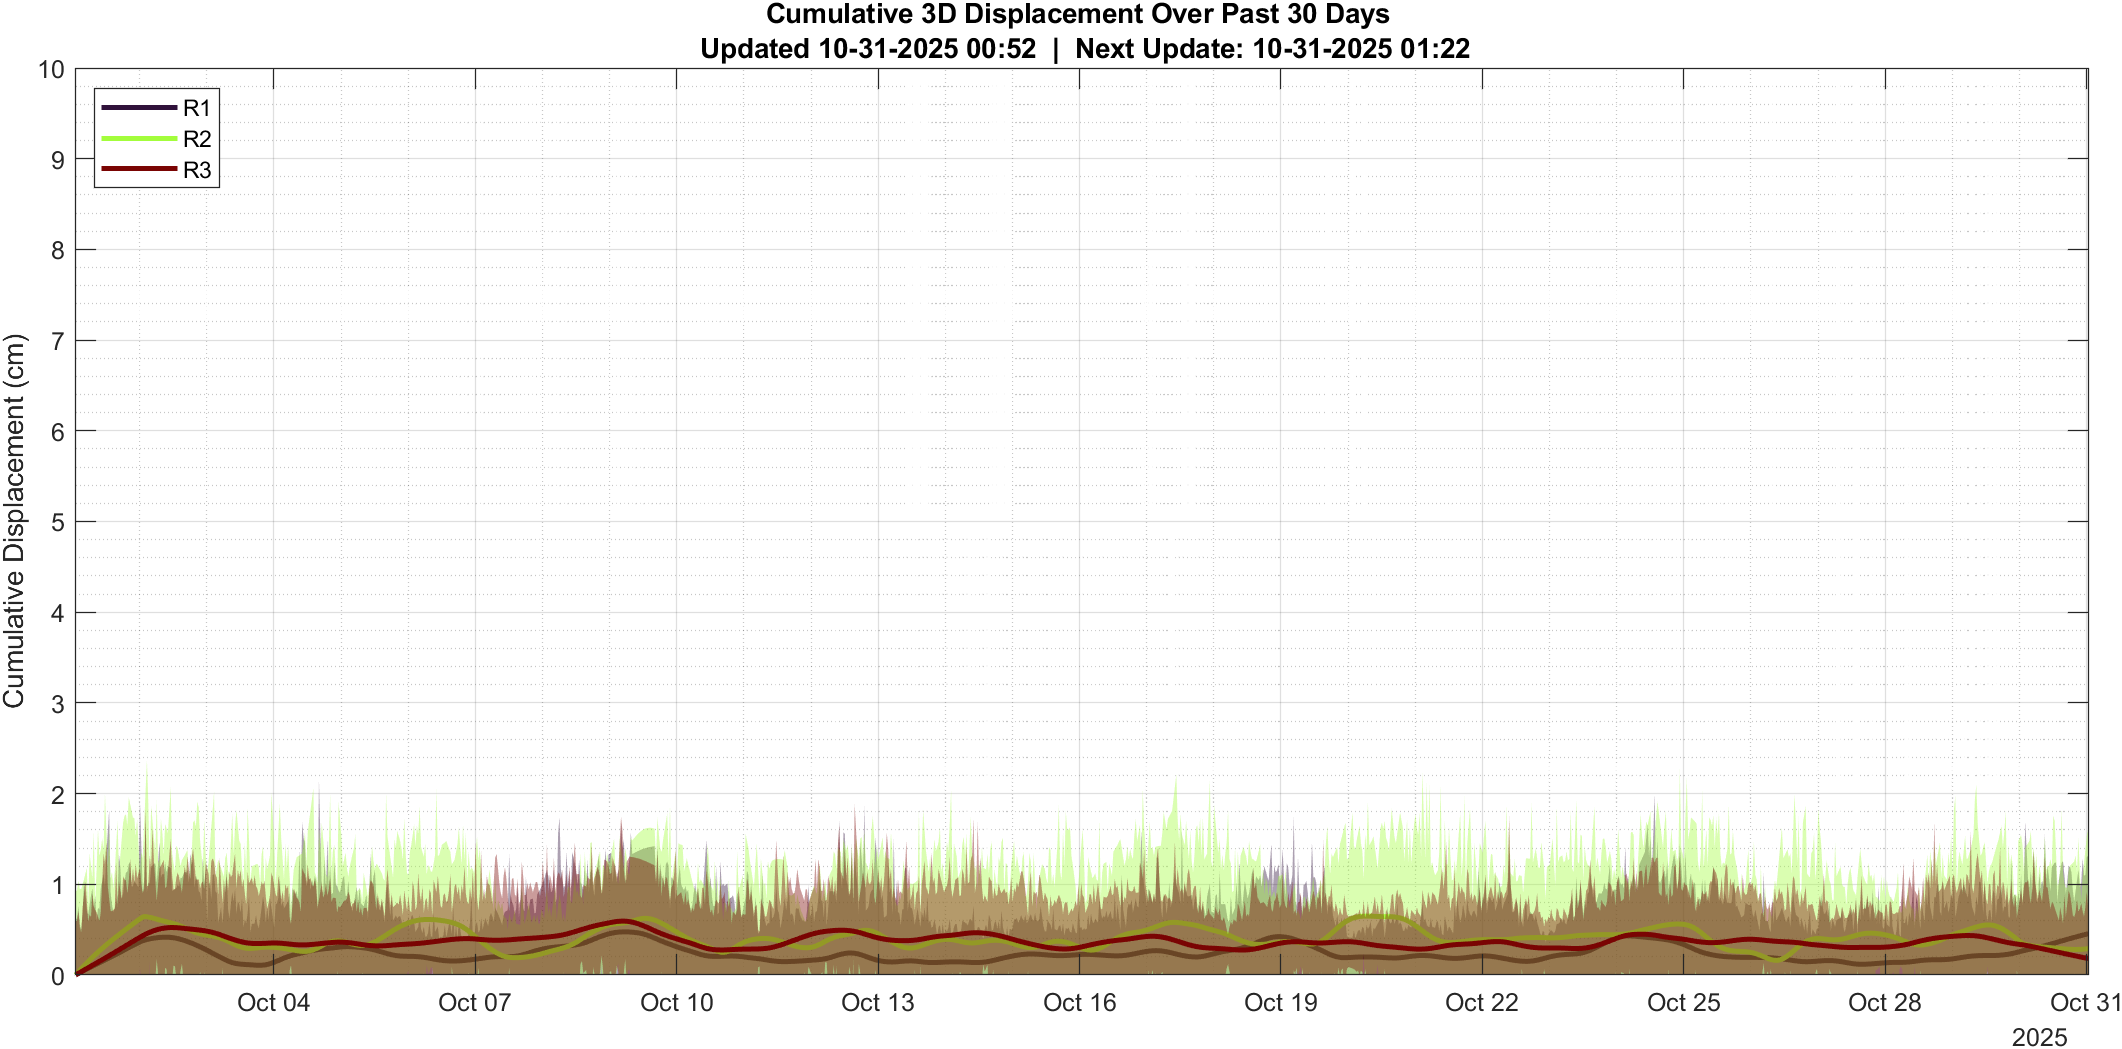 Cumulative 3D Displacement Over Past 30 Days
Updated 10-31-2025 00:52 | Next Update: 10-31-2025 01:22
Cumulative Displacement (cm)
10
9
8
7
6
5
4
3
2
1
0
R1
R2
R3
Oct 04 Oct 07 Oct 10 Oct 13 Oct 16 Oct 19 Oct 22 Oct 25 Oct 28 Oct 31
2025